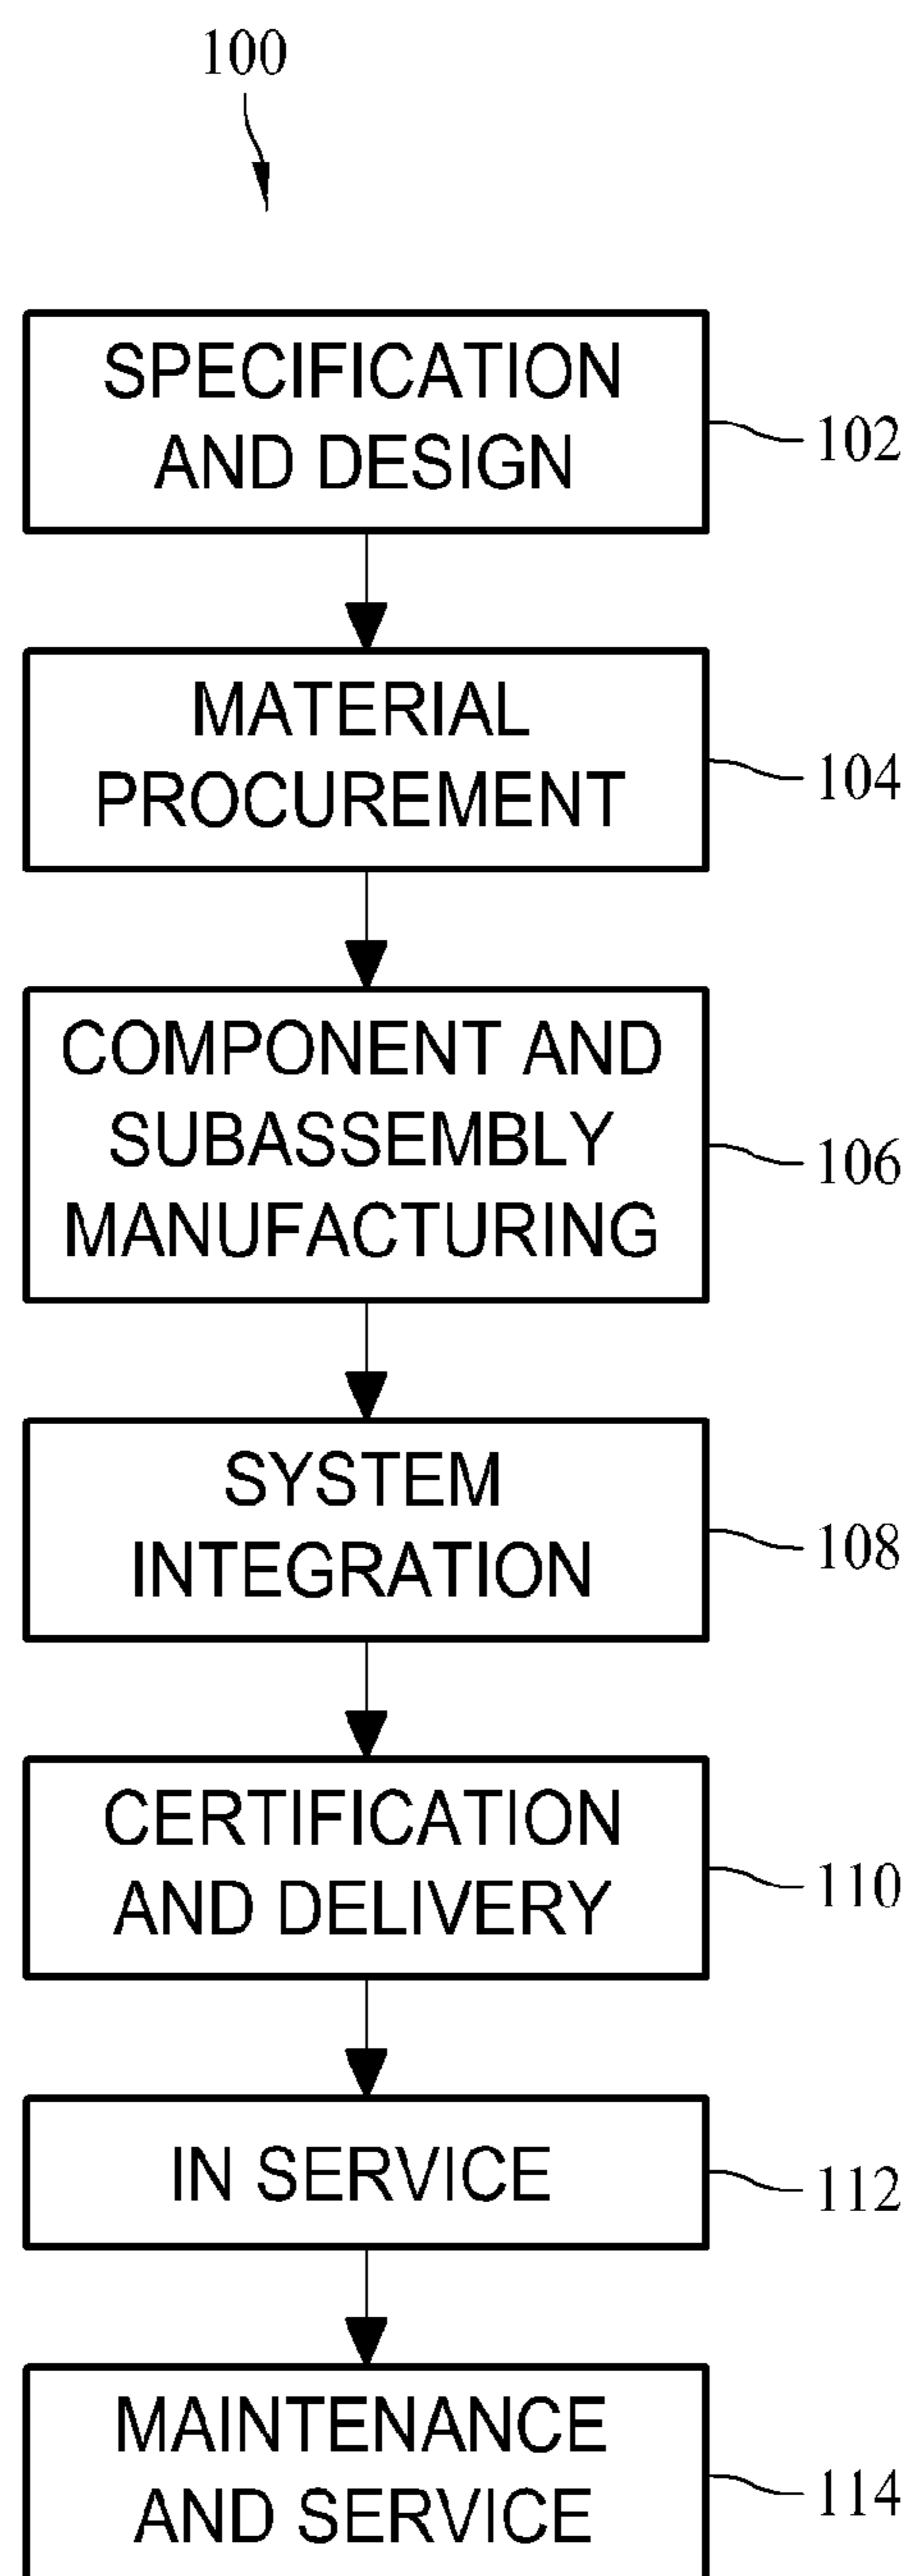 100
SPECIFICATION
AND DESIGN
102
MATERIAL
PROCUREMENT
104
COMPONENT AND
SUBASSEMBLY
MANUFACTURING
106
SYSTEM
INTEGRATION
108
CERTIFICATION
AND DELIVERY
110
IN SERVICE
112
MAINTENANCE
AND SERVICE
114